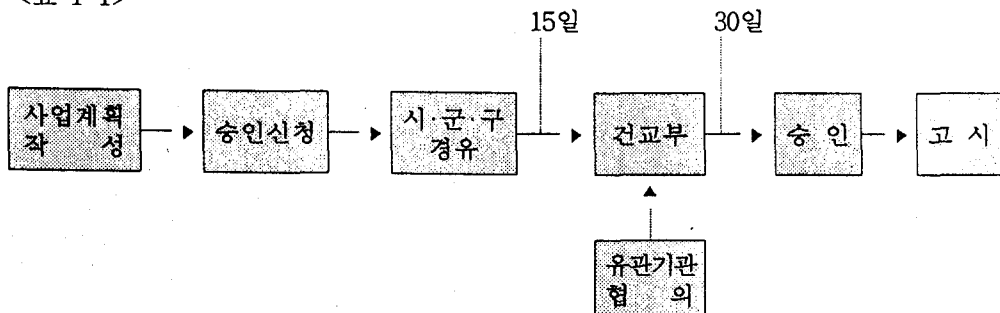 15일 30일
사업계획
작 성
승인신청
시·군·구
경유
건교부
승 인
고 시
유관기관
협 의